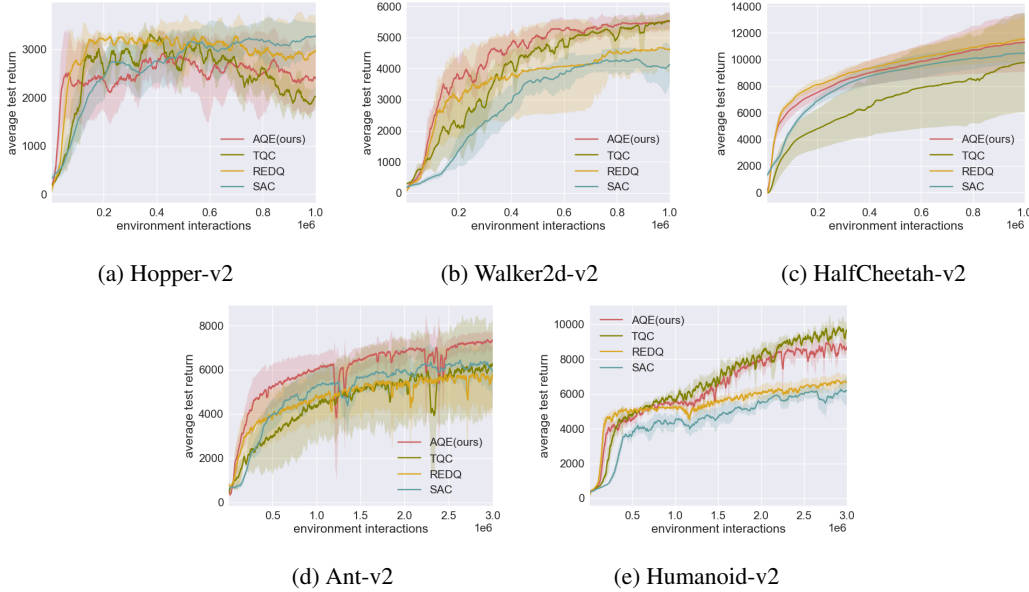 average test return
3000
2000
1000
0
AQE(ours)
TQC
REDQ
SAC
0.2 0.4 0.6 0.8 1.0
environment interactions 1e6
(a) Hopper-v2
average test return
6000
5000
4000
3000
2000
1000
0
AQE(ours)
TQC
REDQ
SAC
0.2 0.4 0.6 0.8 1.0
environment interactions 1e6
(b) Walker2d-v2
average test return
14000
12000
10000
8000
6000
4000
2000
0
AQE(ours)
TQC
REDQ
SAC
0.2 0.4 0.6 0.8 1.0
environment interactions 1e6
(c) HalfCheetah-v2
average test return
8000
6000
4000
2000
0
AQE(ours)
TQC
REDQ
SAC
0.5 1.0 1.5 2.0 2.5 3.0
environment interactions 1e6
(d) Ant-v2
average test return
10000
8000
6000
4000
2000
0
AQE(ours)
TQC
REDQ
SAC
0.5 1.0 1.5 2.0 2.5 3.0
environment interactions 1e6
(e) Humanoid-v2